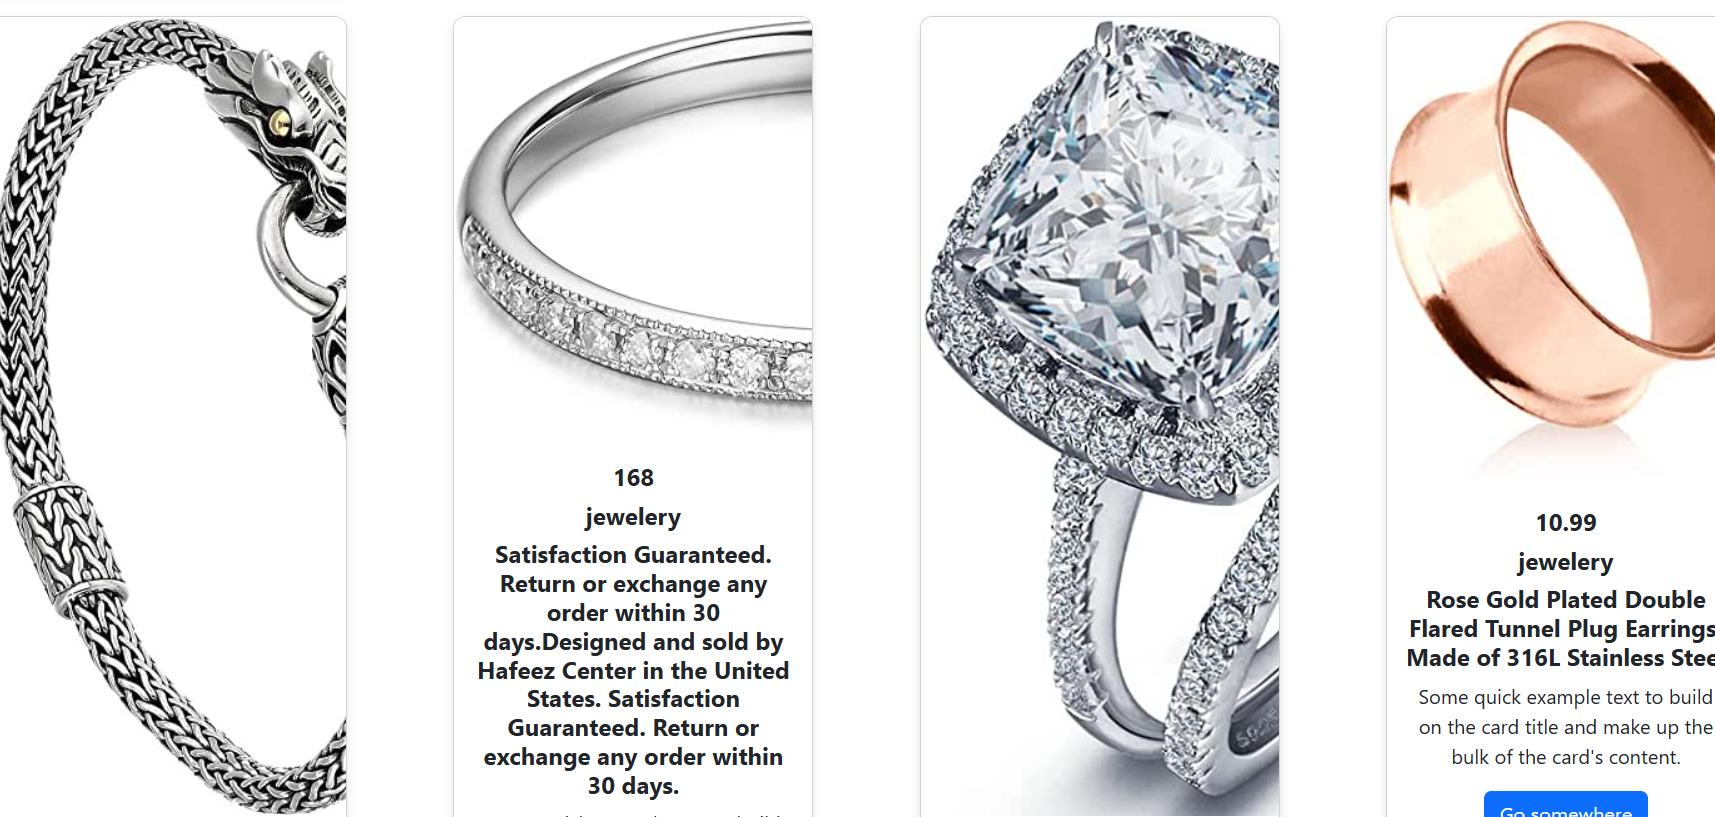 168
jewelery
Satisfaction Guaranteed.
Return or exchange any
order within 30
days.Designed and sold by
Hafeez Center in the United
States. Satisfaction
Guaranteed. Return or
exchange any order within
30 days.
S925
10.99
jewelery
Rose Gold Plated Double
Flared Tunnel Plug Earrings
Made of 316L Stainless Stee
Some quick example text to build
on the card title and make up the
bulk of the card's content.
Go somewhere